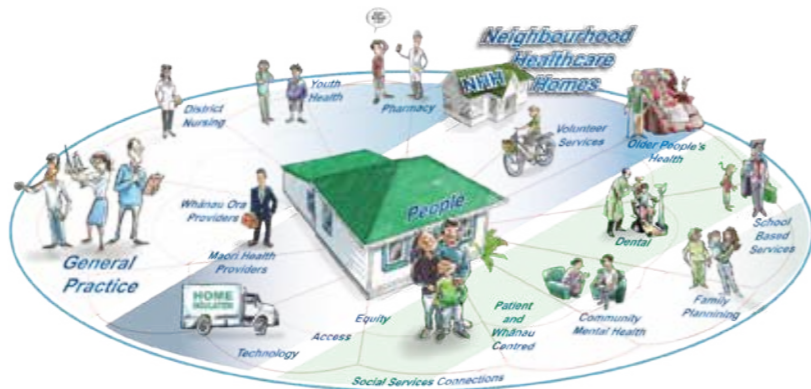 Neighbourhood
Healthcare
Homes
NHH
Youth
Health
Pharmacy
District
Nursing
Volunteer
Services
Older People's
Health
People
Whānau Ora
Providers
Maori Health
Providers
General
Practice
Dental
School
Based
Services
Family
Plannining
Community
Mental Health
Patient
and
Whānau
Centred
Equity
Access
Technology
HOME
INSULATION
Social Services Connections